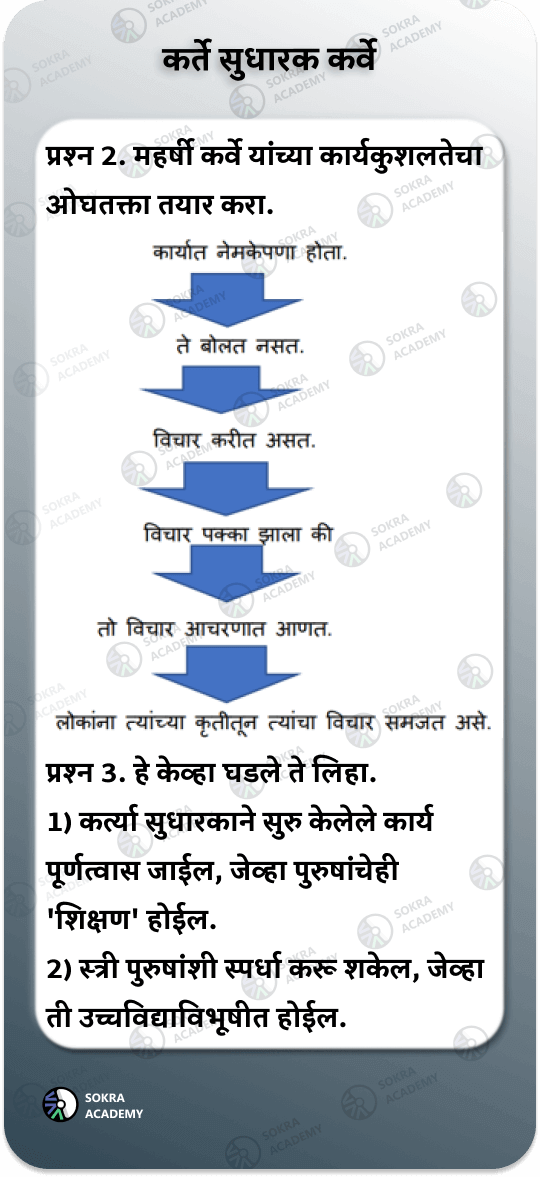 कर्ते सुधारक कर्वे
प्रश्न 2. महर्षी कर्वे यांच्या कार्यकुशलतेचा
ओघतक्ता तयार करा.
कार्यात नेमकेपणा होता.
ते बोलत नसत.
विचार करीत असत.
विचार पक्का झाला की
तो विचार आचरणात आणत.
लोकांना त्यांच्या कृतीतून त्यांचा विचार समजत असे.
प्रश्न 3. हे केव्हा घडले ते लिहा.
1) कर्त्या सुधारकाने सुरु केलेले कार्य
पूर्णत्वास जाईल, जेव्हा पुरुषांचेही
'शिक्षण' होईल.
2) स्त्री पुरुषांशी स्पर्धा करू शकेल, जेव्हा
ती उच्चविद्याविभूषीत होईल.
SOKRA
ACADEMY